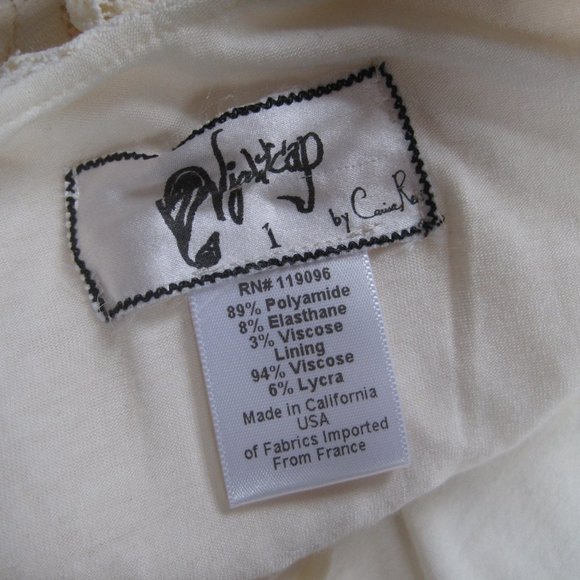 1
by
RN# 119096
89% Polyamide
8% Elasthane
3% Viscose
Lining
94% Viscose
6% Lycra
Made in California
USA
of Fabrics Imported
From France